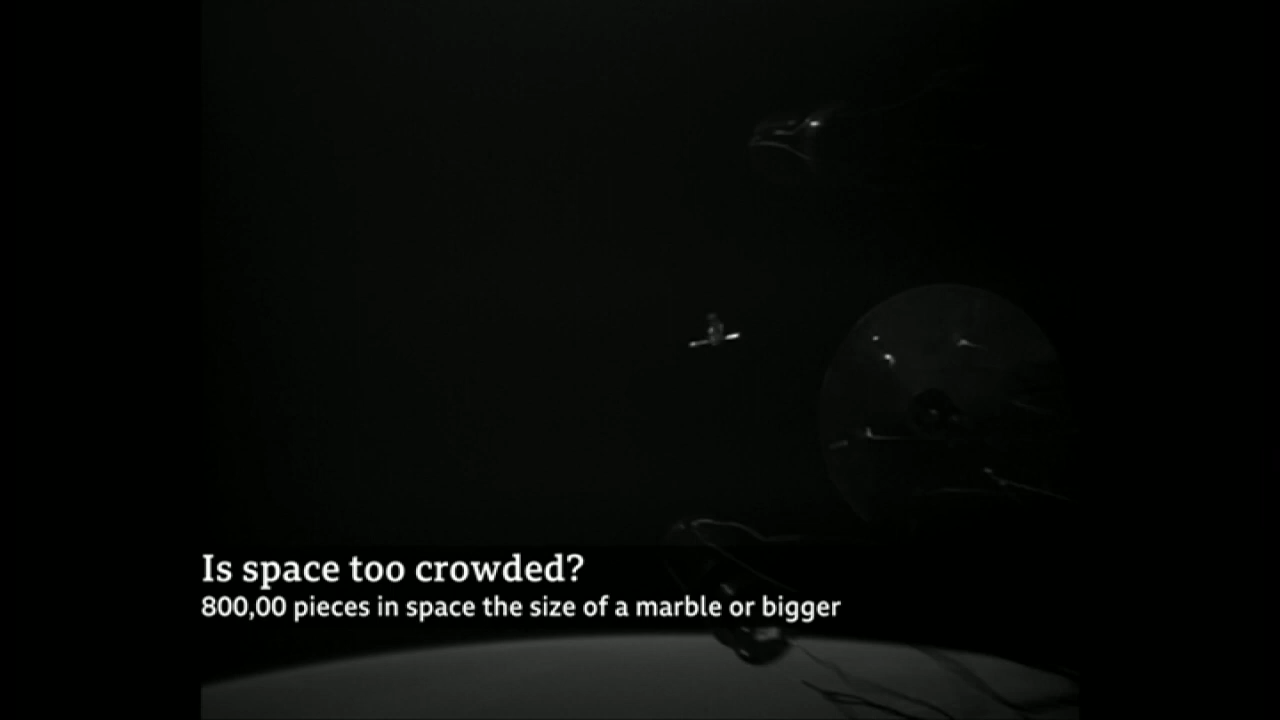 Is space too crowded?
800,00 pieces in space the size of a marble or bigger